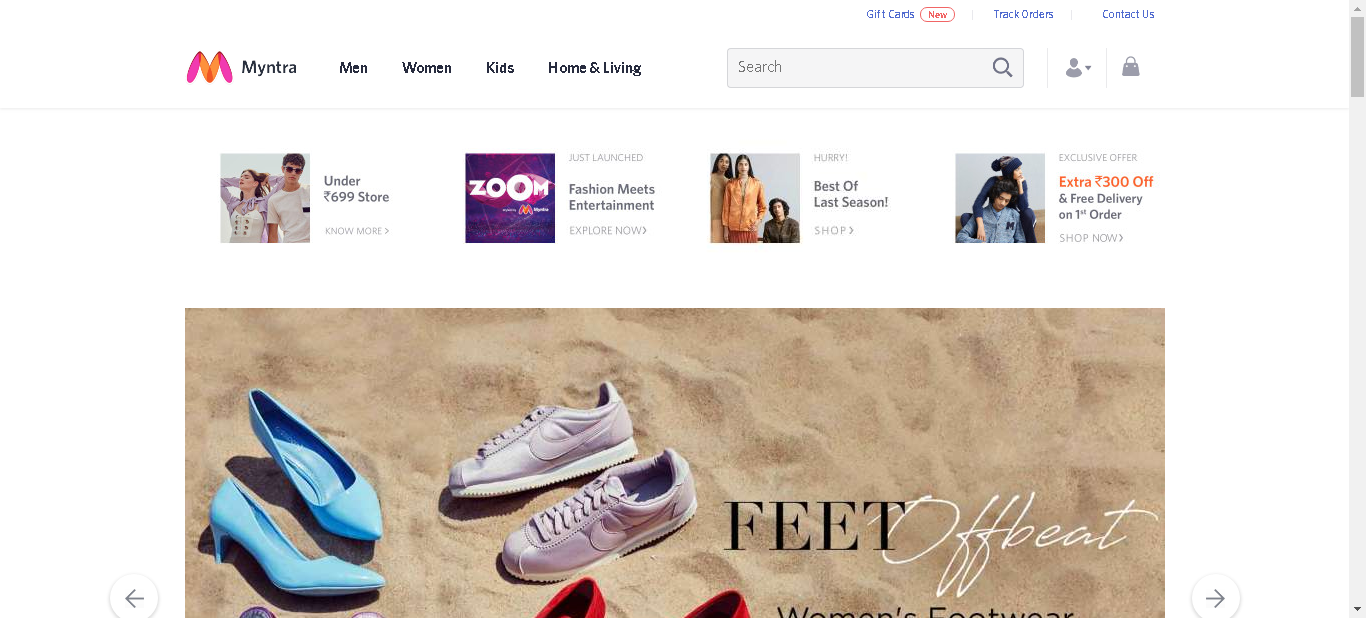 Gift Cards New Track Orders Contact Us
Myntra Men Women Kids Home & Living Search
Under
₹699 Store
KNOW MORE >
ZOOM
Myntra
JUST LAUNCHED
Fashion Meets
Entertainment
EXPLORE NOW>
HURRY!
Best Of
Last Season!
SHOP >
M
EXCLUSIVE OFFER
Extra ₹300 Off
& Free Delivery
on 1st Order
SHOP NOW>
FEET Offbeat
Women's Footwear